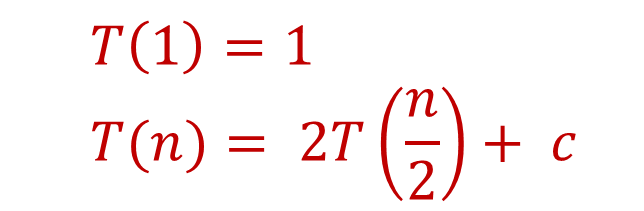 T(1) = 1
T(n) = 2T(n/2) + c